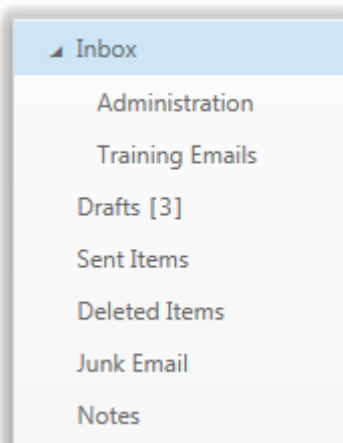 Inbox
Administration
Training Emails
Drafts [3]
Sent Items
Deleted Items
Junk Email
Notes